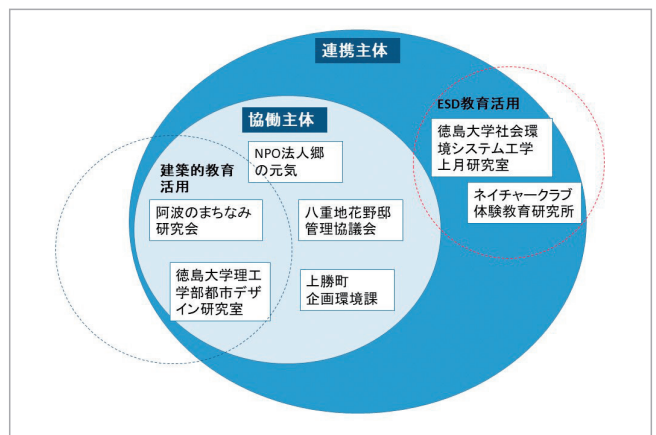 連携主体
ESD教育活用
徳島大学社会環
境システム工学
上月研究室
ネイチャークラブ
体験教育研究所
協働主体
NPO法人郷
の元気
建築的教育
活用
阿波のまちなみ
研究会
八重地花野邸
管理協議会
徳島大学理工
学部都市デザ
イン研究室
上勝町
企画環境課